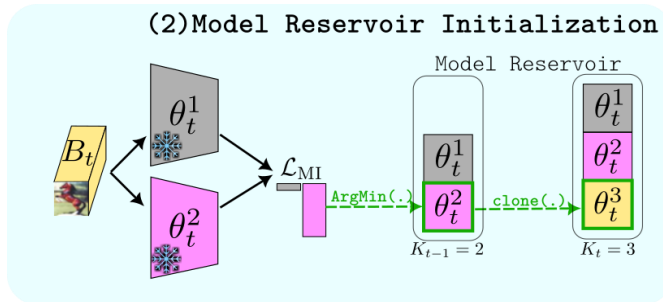 (2)Model Reservoir Initialization
Model Reservoir
B_t
θ_t^1
θ_t^2
ℒ_MI
ArgMin(.)
θ_t^1
θ_t^2
K_{t-1} = 2
clone(.)
θ_t^1
θ_t^2
θ_t^3
K_t = 3